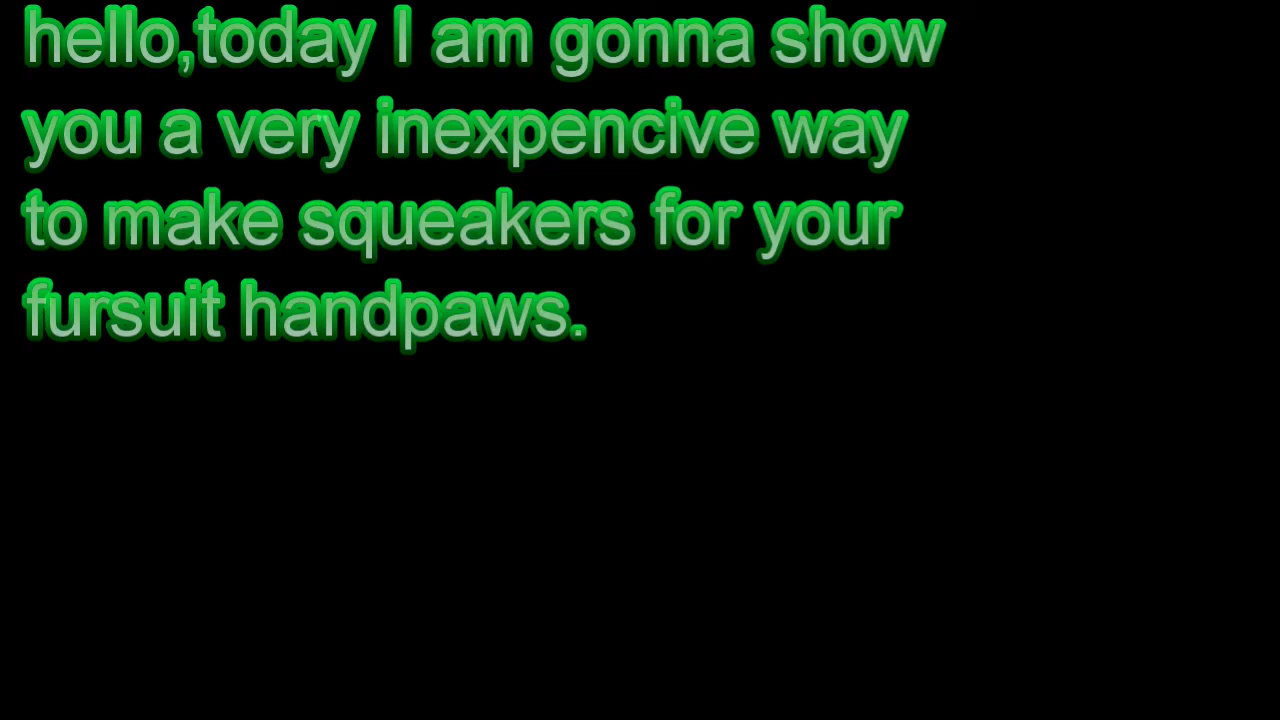 hello,today I am gonna show
you a very inexpencive way
to make squeakers for your
fursuit handpaws.